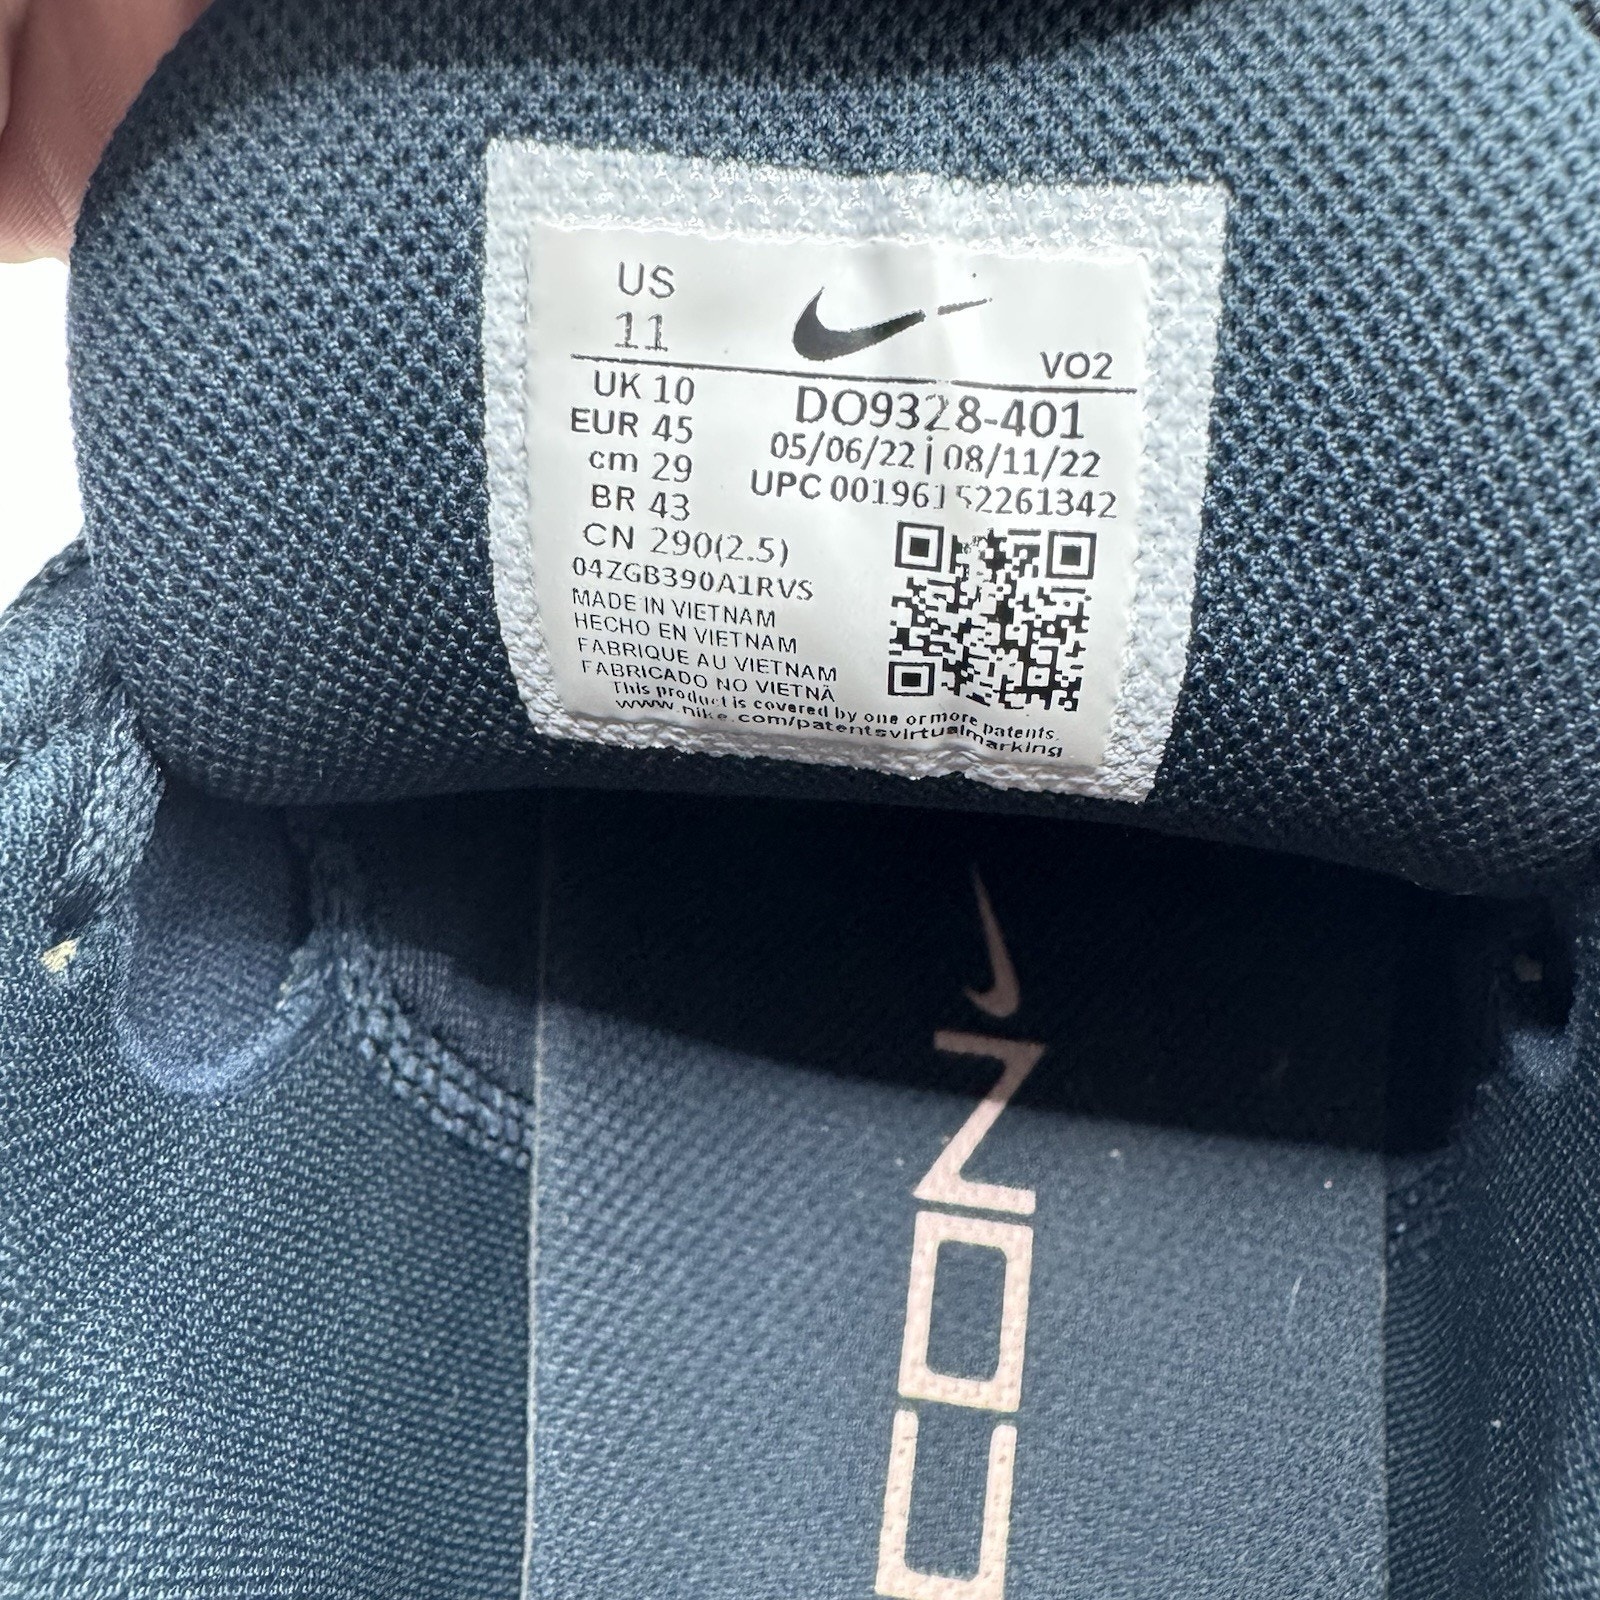 US
11
VO2
UK 10
EUR 45
cm 29
BR 43
CN 290(2.5)
DO9328-401
05/06/22 | 08/11/22
UPC 00196152261342
04ZGB390A1RVS
MADE IN VIETNAM
HECHO EN VIETNAM
FABRIQUE AU VIETNAM
FABRICADO NO VIETNÃ
This product is covered by one or more patents.
www.nike.com/patentsvirtualmarking